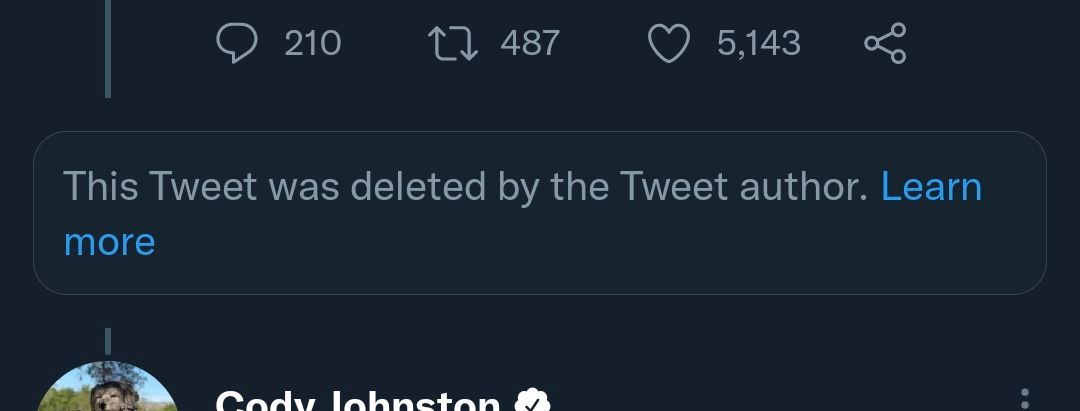 210 487 5,143
This Tweet was deleted by the Tweet author. Learn
more
Cody Johnston